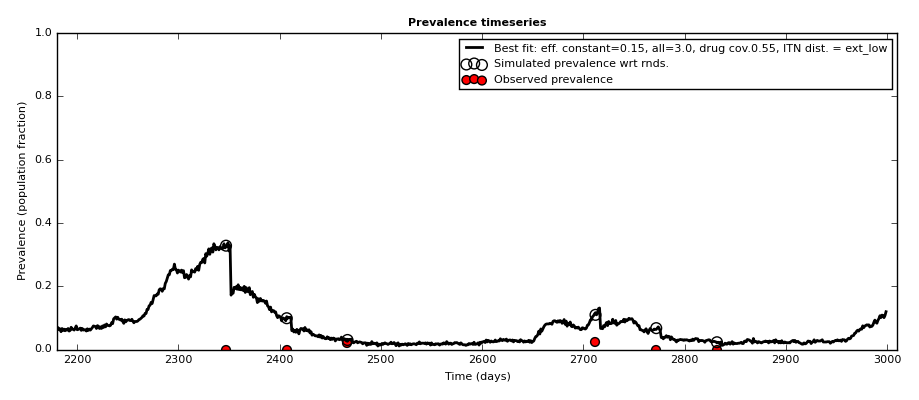 Prevalence timeseries
Best fit: eff. constant=0.15, all=3.0, drug cov.0.55, ITN dist. = ext_low
Simulated prevalence wrt rnds.
Observed prevalence
Prevalence (population fraction)
1.0
0.8
0.6
0.4
0.2
0.0
2200 2300 2400 2500 2600 2700 2800 2900 3000
Time (days)